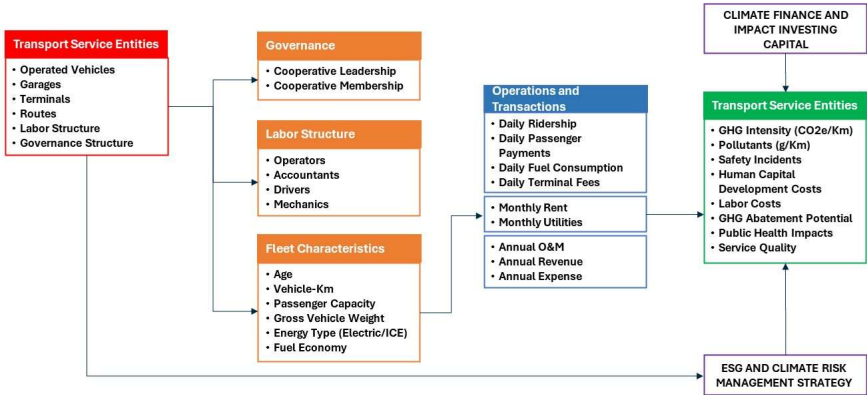 Transport Service Entities
• Operated Vehicles
• Garages
• Terminals
• Routes
• Labor Structure
• Governance Structure
Governance
• Cooperative Leadership
• Cooperative Membership
Labor Structure
• Operators
• Accountants
• Drivers
• Mechanics
Fleet Characteristics
• Age
• Vehicle-Km
• Passenger Capacity
• Gross Vehicle Weight
• Energy Type (Electric/ICE)
• Fuel Economy
Operations and
Transactions
• Daily Ridership
• Daily Passenger
Payments
• Daily Fuel Consumption
• Daily Terminal Fees
• Monthly Rent
• Monthly Utilities
• Annual O&M
• Annual Revenue
• Annual Expense
CLIMATE FINANCE AND
IMPACT INVESTING
CAPITAL
Transport Service Entities
• GHG Intensity (CO2e/Km)
• Pollutants (g/Km)
• Safety Incidents
• Human Capital
Development Costs
• Labor Costs
• GHG Abatement Potential
• Public Health Impacts
• Service Quality
ESG AND CLIMATE RISK
MANAGEMENT STRATEGY